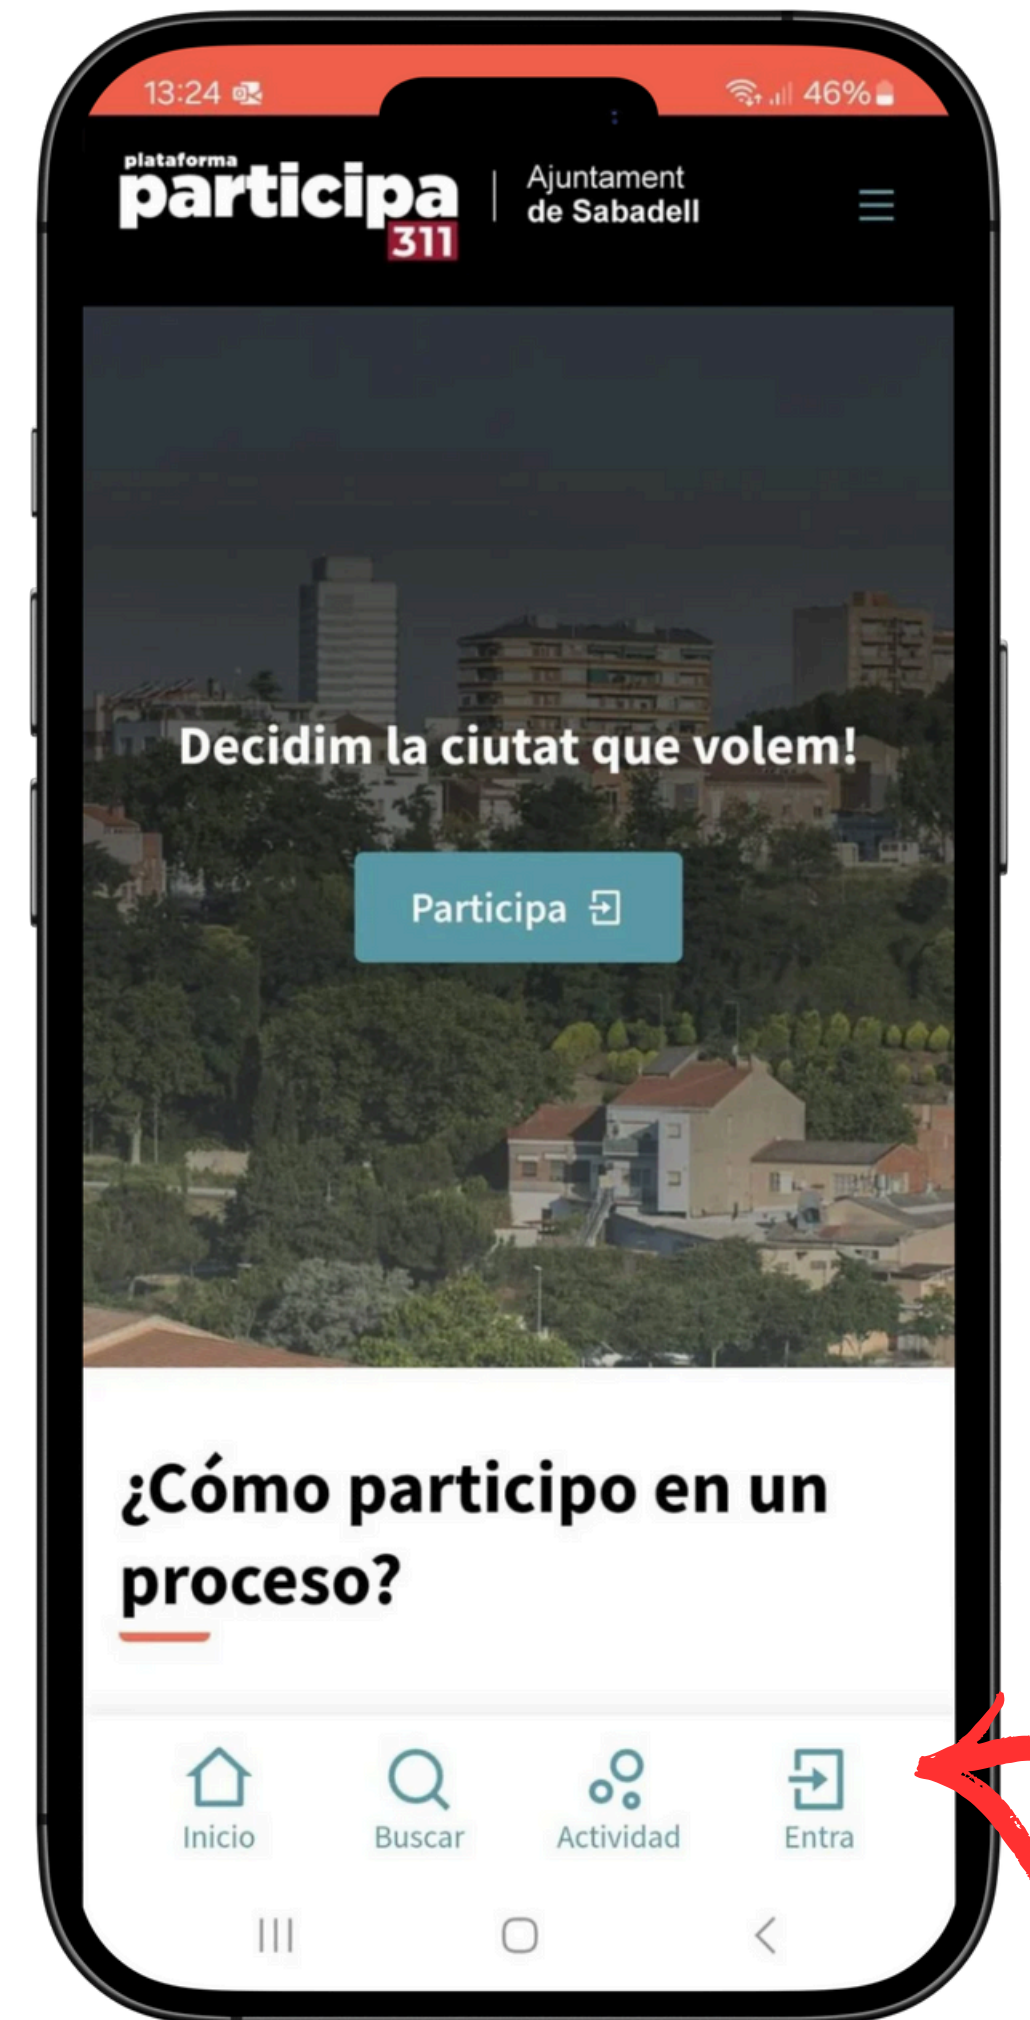 13:24
46%
plataforma
participa
311
Ajuntament
de Sabadell
Decidim la ciutat que volem!
Participa
¿Cómo participo en un
proceso?
Inicio
Buscar
Actividad
Entra